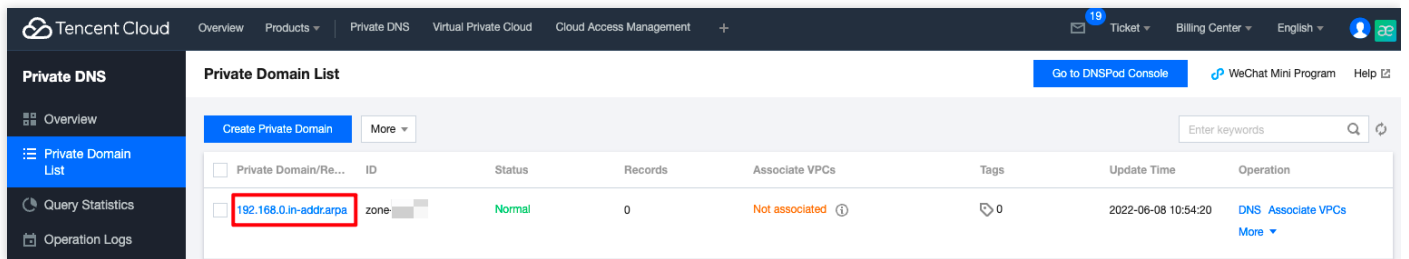 Tencent Cloud Overview Products Private DNS Virtual Private Cloud Cloud Access Management + 19 Ticket Billing Center English æ
Private DNS
Private Domain List
Go to DNSPod Console WeChat Mini Program Help
Overview
Private Domain
List
Query Statistics
Operation Logs
Create Private Domain More Enter keywords
Private Domain/Re... ID Status Records Associate VPCs Tags Update Time Operation
192.168.0.in-addr.arpa zone- Normal 0 Not associated 0 2022-06-08 10:54:20 DNS Associate VPCs
More